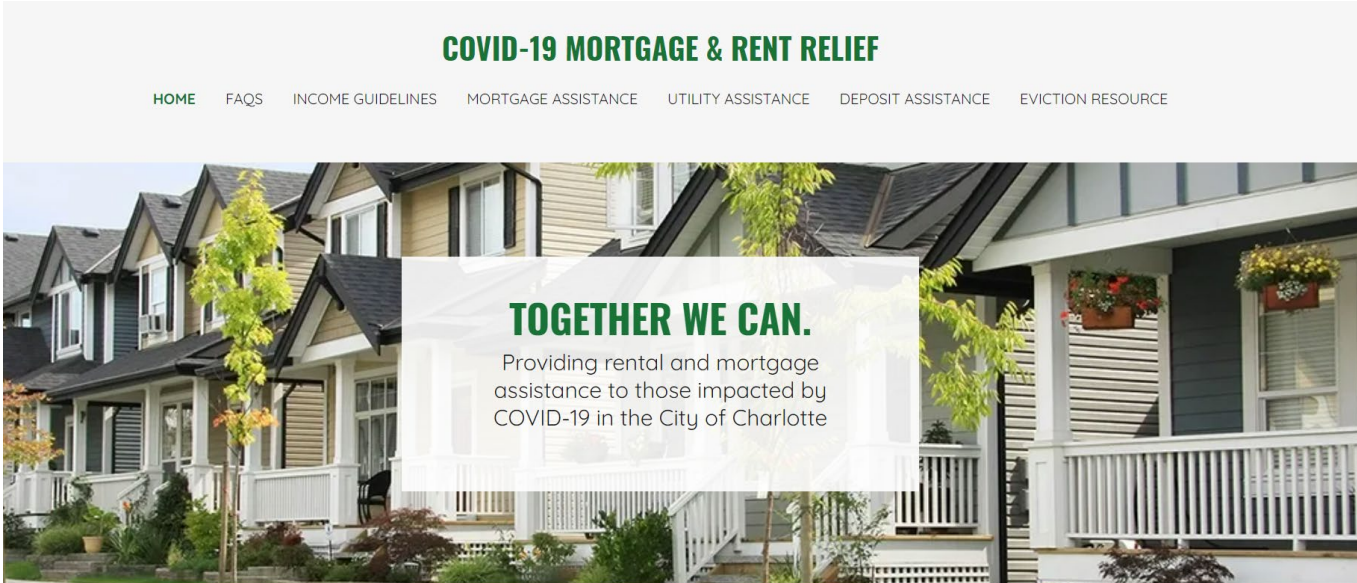 COVID-19 MORTGAGE & RENT RELIEF
HOME FAQS INCOME GUIDELINES MORTGAGE ASSISTANCE UTILITY ASSISTANCE DEPOSIT ASSISTANCE EVICTION RESOURCE
TOGETHER WE CAN.
Providing rental and mortgage
assistance to those impacted by
COVID-19 in the City of Charlotte